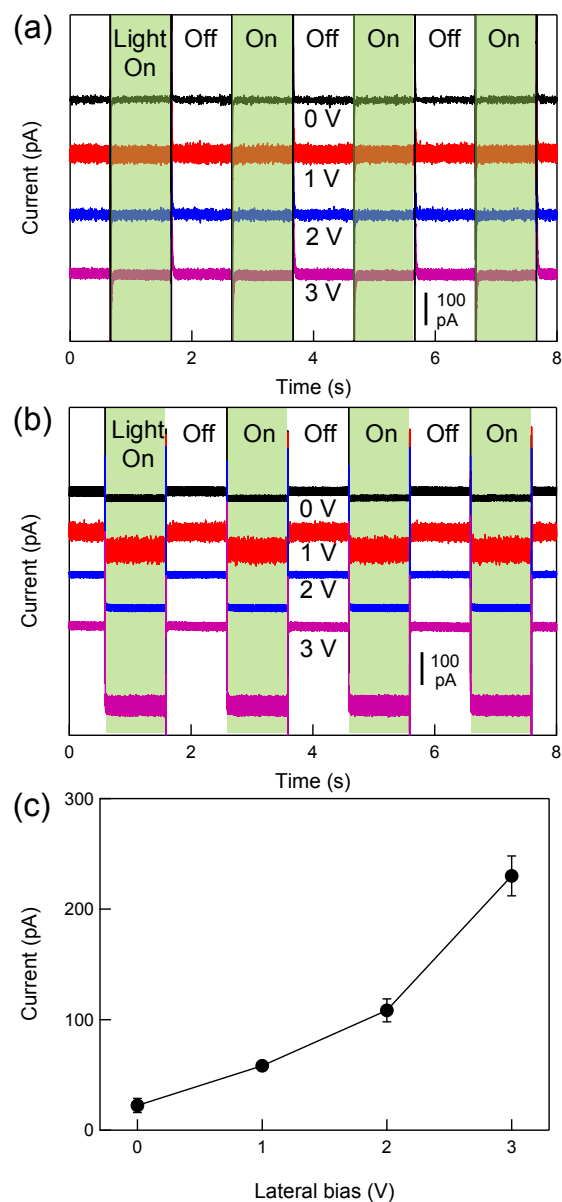 (a)
Light On Off On Off On Off On
0 V
1 V
2 V
3 V
100 pA
Current (pA)
0 2 4 6 8
Time (s)
(b)
Light On Off On Off On Off On
0 V
1 V
2 V
3 V
100 pA
Current (pA)
0 2 4 6 8
Time (s)
(c)
300
200
100
0
Current (pA)
0 1 2 3
Lateral bias (V)